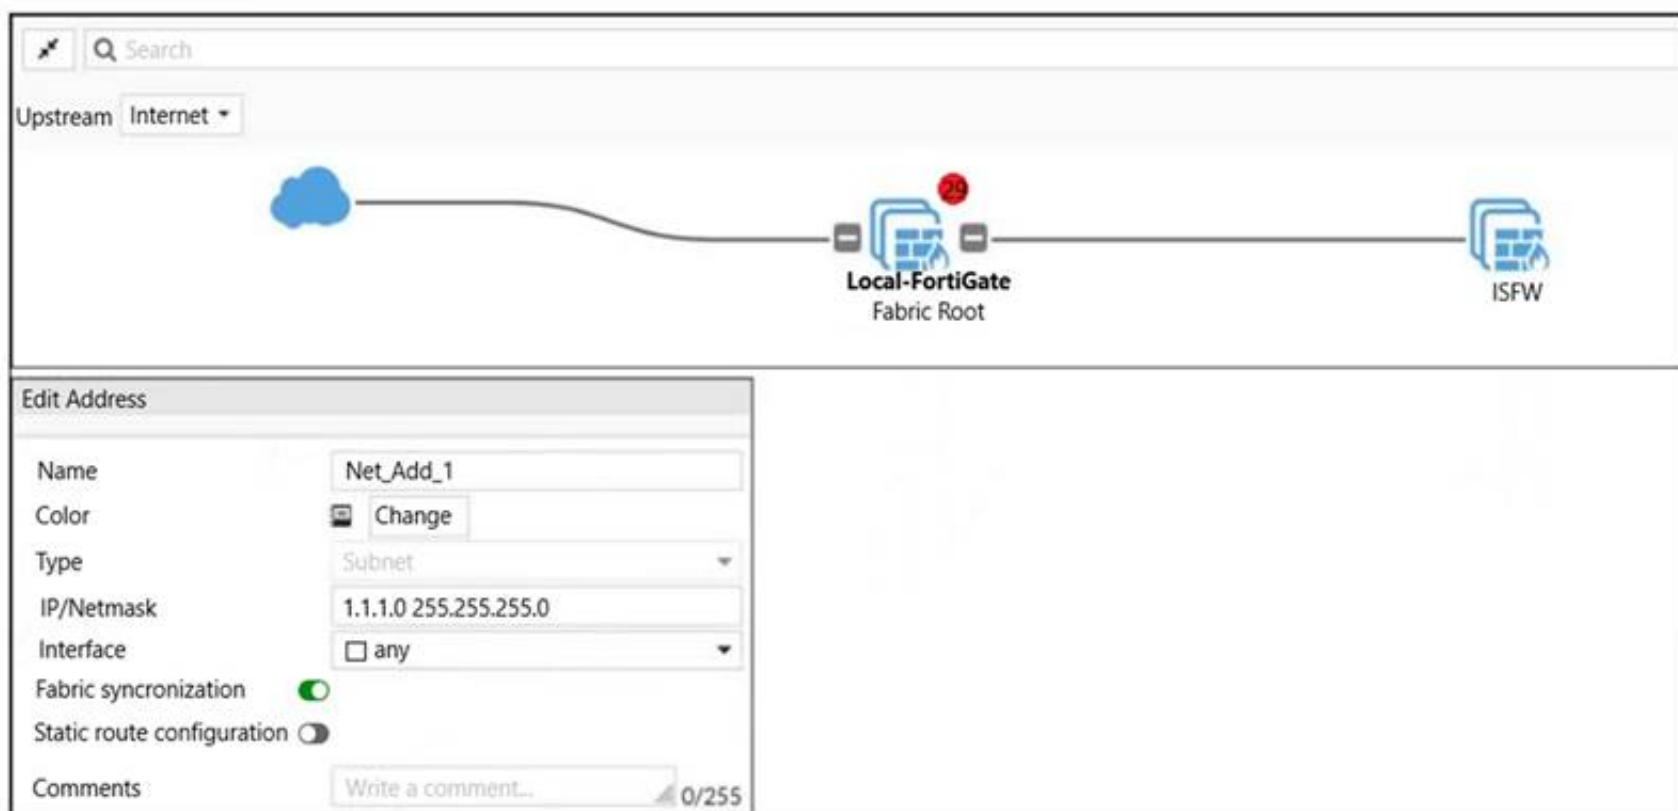 Search
Upstream Internet
29
Local-FortiGate
Fabric Root
ISFW
Edit Address
Name Net_Add_1
Color Change
Type Subnet
IP/Netmask 1.1.1.0 255.255.255.0
Interface any
Fabric syncronization
Static route configuration
Comments Write a comment... 0/255